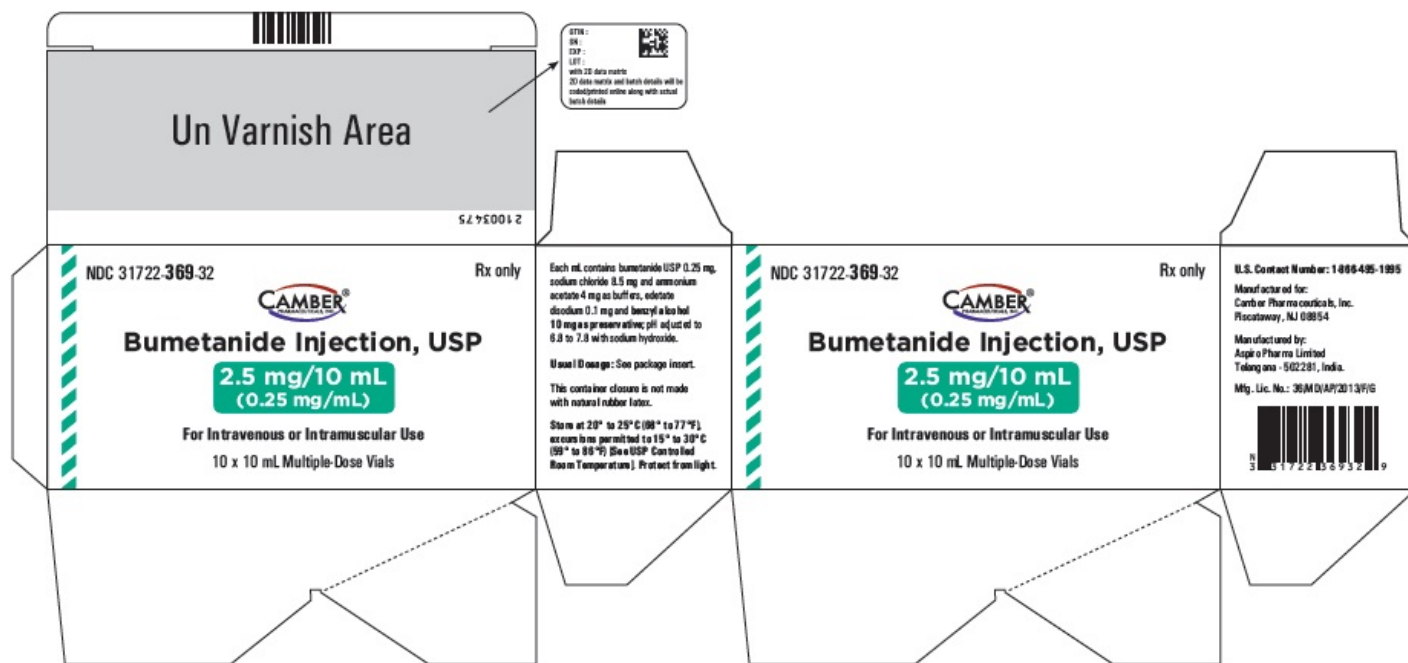 GTIN :
SN :
EXP :
LOT :
with 2D data matrix
2D data matrix and batch details will be
coded/printed online along with actual
batch details
Un Varnish Area
21003475
NDC 31722-369-32
Rx only
CAMBER®
PHARMACEUTICALS, INC.
Bumetanide Injection, USP
2.5 mg/10 mL
(0.25 mg/mL)
For Intravenous or Intramuscular Use
10 x 10 mL Multiple-Dose Vials
Each mL contains bumetanide USP 0.25 mg,
sodium chloride 8.5 mg and ammonium
acetate 4 mg as buffers, edetate
disodium 0.1 mg and benzyl alcohol
10 mg as preservative; pH adjusted to
6.8 to 7.8 with sodium hydroxide.
Usual Dosage: See package insert.
This container closure is not made
with natural rubber latex.
Store at 20° to 25°C (68° to 77°F),
excursions permitted to 15° to 30°C
(59° to 86°F) [See USP Controlled
Room Temperature]. Protect from light.
NDC 31722-369-32
Rx only
CAMBER®
PHARMACEUTICALS, INC.
Bumetanide Injection, USP
2.5 mg/10 mL
(0.25 mg/mL)
For Intravenous or Intramuscular Use
10 x 10 mL Multiple-Dose Vials
U.S. Contact Number: 1-866-495-1995
Manufactured for:
Camber Pharmaceuticals, Inc.
Piscataway, NJ 08854
Manufactured by:
Aspiro Pharma Limited
Telangana - 502281, India.
Mfg. Lic. No.: 36/MD/AP/2013/F/G
N
3 31722 36932 9